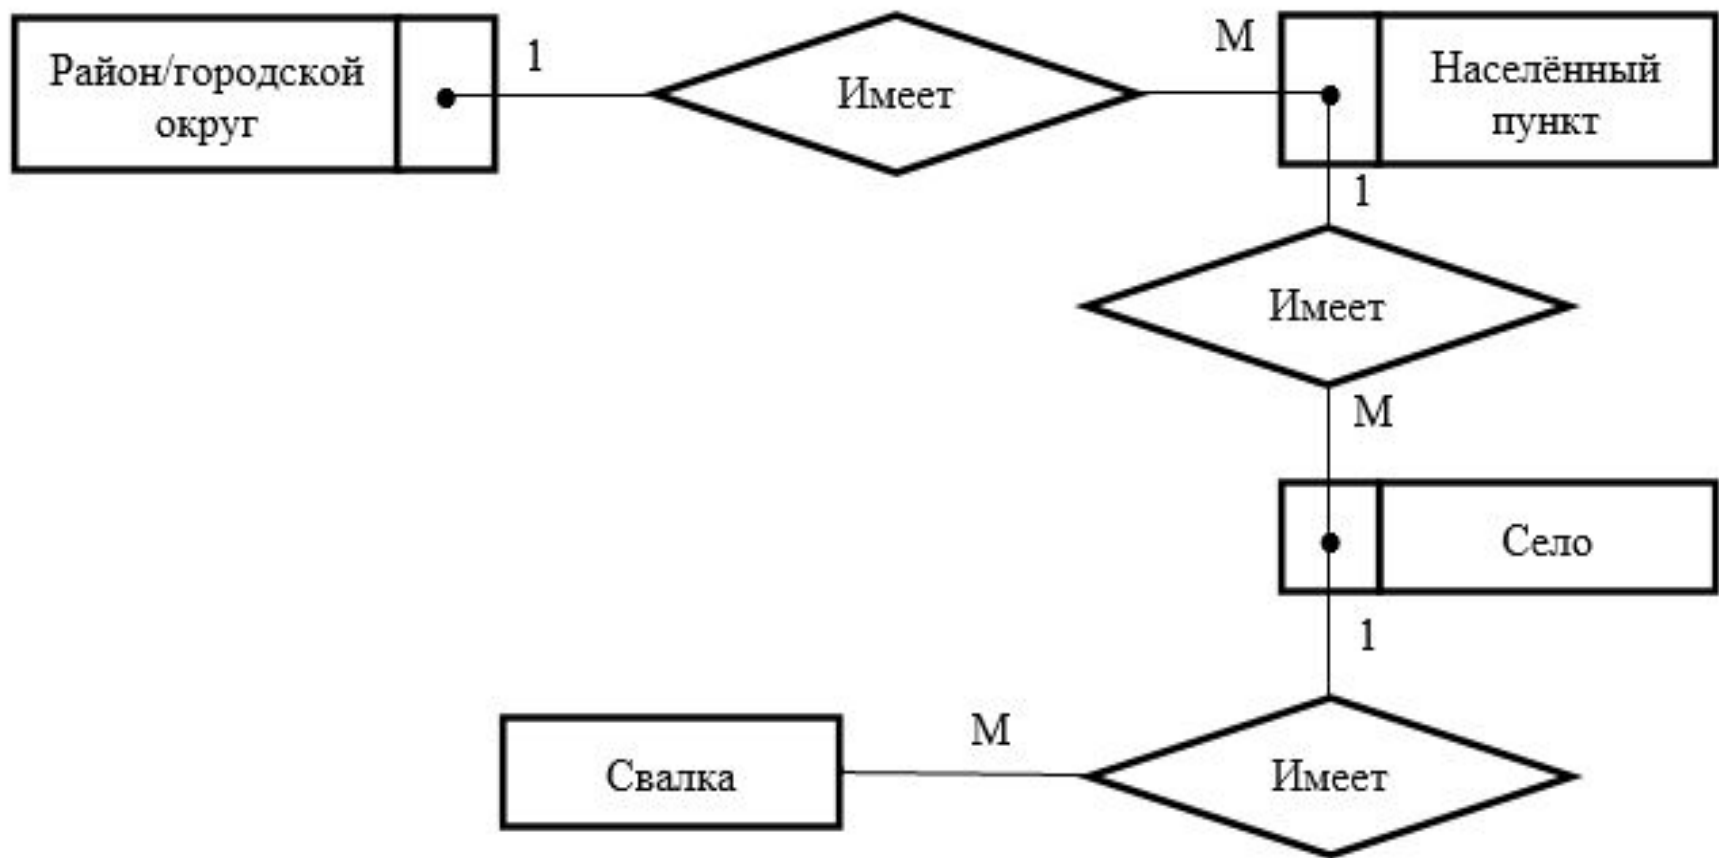 Район/городской
округ
1
Имеет
М
Населённый
пункт
1
Имеет
М
Село
1
Свалка
М
Имеет